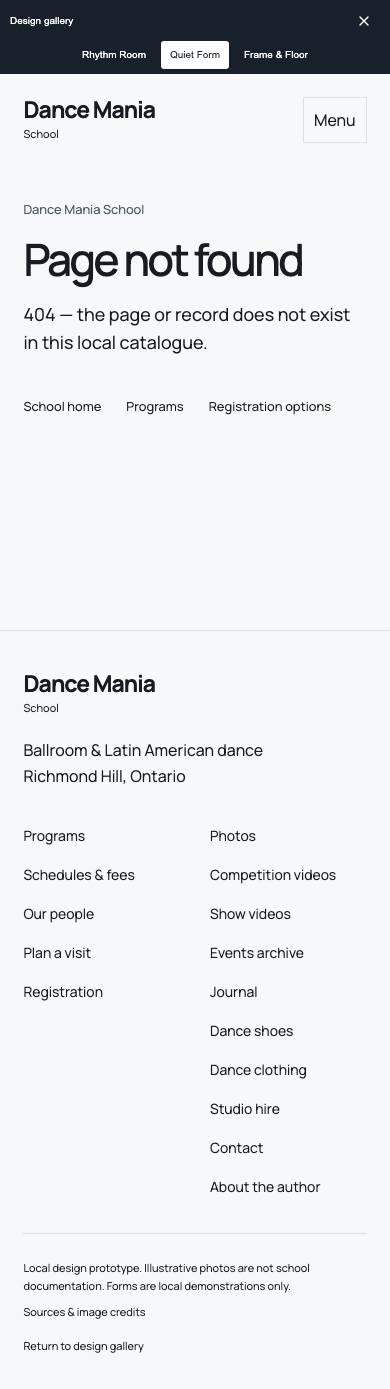 Design gallery
Rhythm Room
Quiet Form
Frame & Floor
Dance Mania
School
Menu
Dance Mania School
Page not found
404 — the page or record does not exist
in this local catalogue.
School home
Programs
Registration options
Dance Mania
School
Ballroom & Latin American dance
Richmond Hill, Ontario
Programs
Schedules & fees
Our people
Plan a visit
Registration
Photos
Competition videos
Show videos
Events archive
Journal
Dance shoes
Dance clothing
Studio hire
Contact
About the author
Local design prototype. Illustrative photos are not school
documentation. Forms are local demonstrations only.
Sources & image credits
Return to design gallery